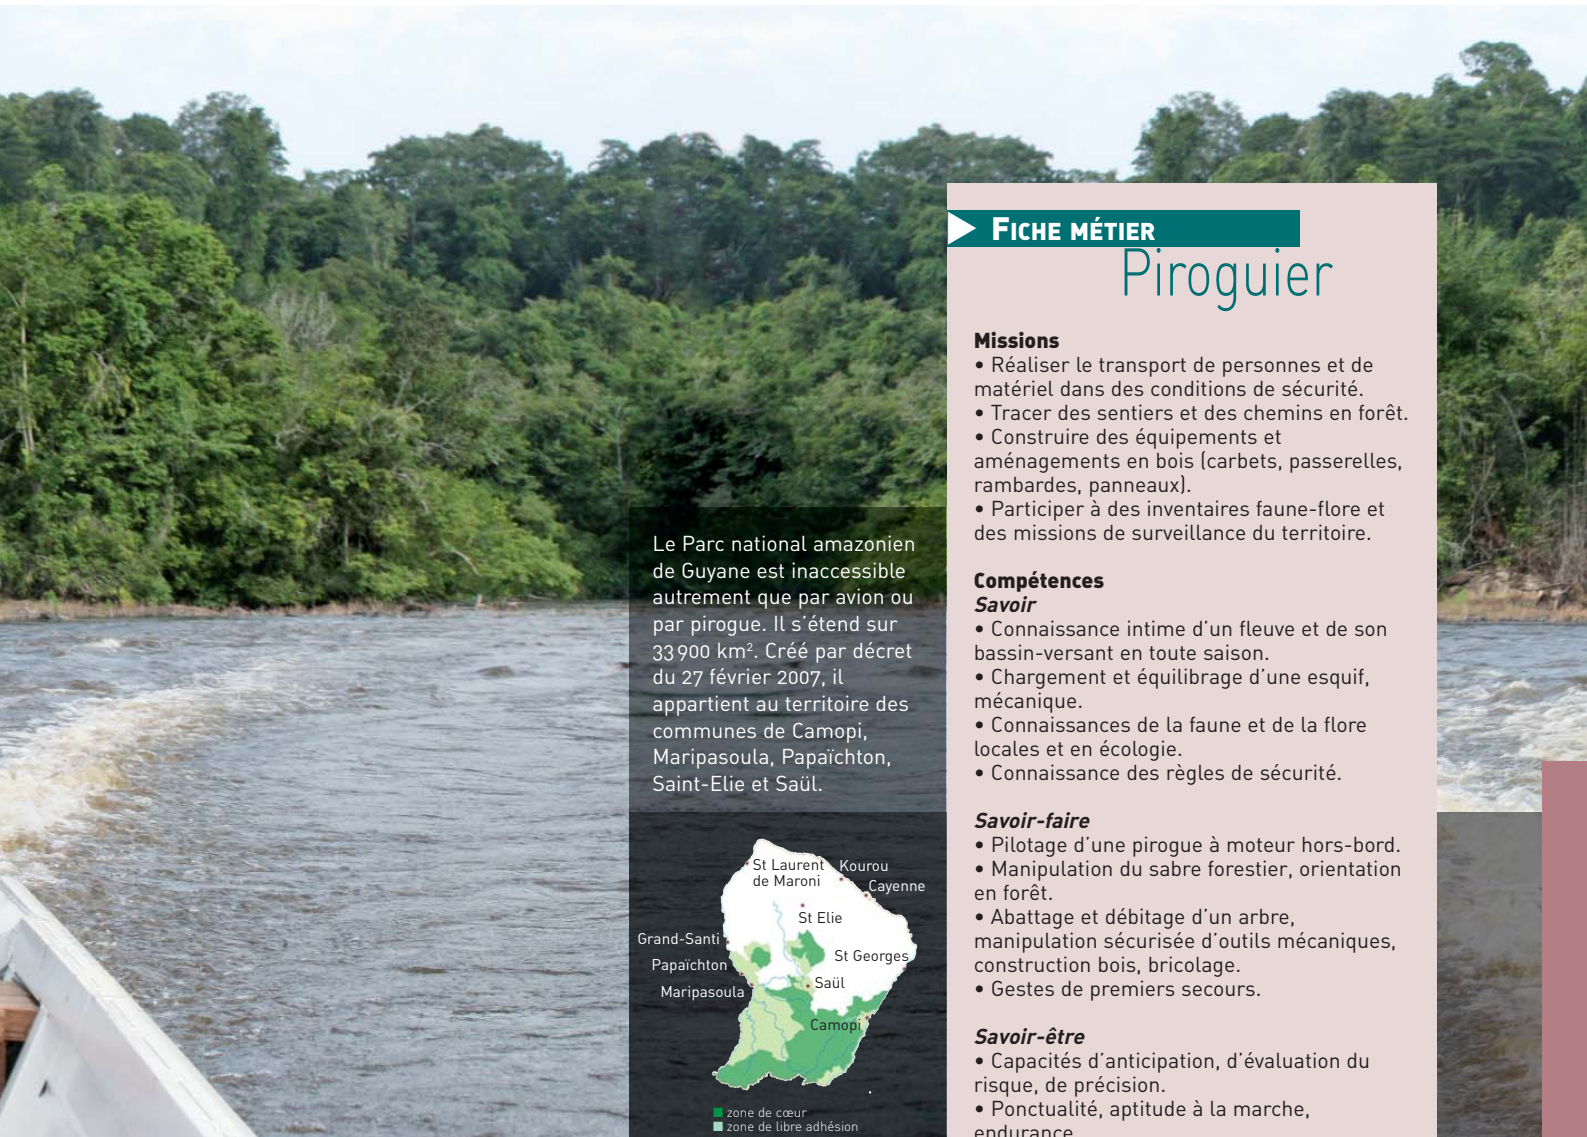 Fiche métier
Piroguier
Missions
• Réaliser le transport de personnes et de
matériel dans des conditions de sécurité.
• Tracer des sentiers et des chemins en forêt.
• Construire des équipements et
aménagements en bois (carbets, passerelles,
rambardes, panneaux).
• Participer à des inventaires faune-flore et
des missions de surveillance du territoire.
Compétences
Savoir
• Connaissance intime d'un fleuve et de son
bassin-versant en toute saison.
• Chargement et équilibrage d'une esquif,
mécanique.
• Connaissances de la faune et de la flore
locales et en écologie.
• Connaissance des règles de sécurité.
Savoir-faire
• Pilotage d'une pirogue à moteur hors-bord.
• Manipulation du sabre forestier, orientation
en forêt.
• Abattage et débitage d'un arbre,
manipulation sécurisée d'outils mécaniques,
construction bois, bricolage.
• Gestes de premiers secours.
Savoir-être
• Capacités d'anticipation, d'évaluation du
risque, de précision.
• Ponctualité, aptitude à la marche,
endurance
Le Parc national amazonien
de Guyane est inaccessible
autrement que par avion ou
par pirogue. Il s'étend sur
33 900 km². Créé par décret
du 27 février 2007, il
appartient au territoire des
communes de Camopi,
Maripasoula, Papaïchton,
Saint-Elie et Saül.
St Laurent
de Maroni
Kourou
Cayenne
St Elie
Grand-Santi
St Georges
Papaïchton
Saül
Maripasoula
Camopi
zone de cœur
zone de libre adhésion